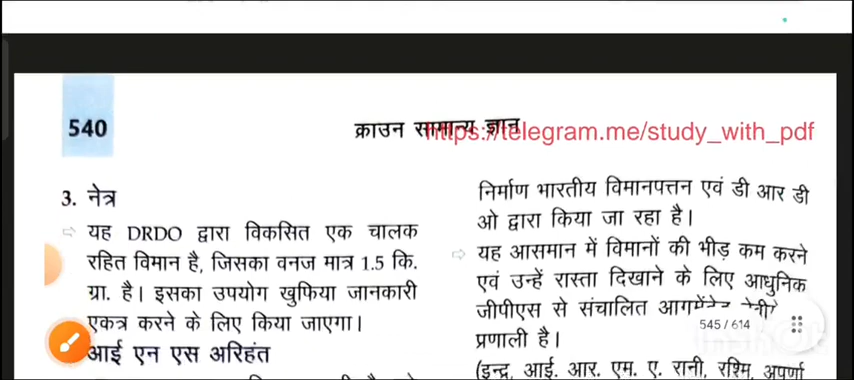 540
क्राउन सामान्य ज्ञान
https://telegram.me/study_with_pdf
3. नेत्र
⇨ यह DRDO द्वारा विकसित एक चालक
रहित विमान है, जिसका वनज मात्र 1.5 कि.
ग्रा. है। इसका उपयोग खुफिया जानकारी
एकत्र करने के लिए किया जाएगा।
आई एन एस अरिहंत
निर्माण भारतीय विमानपत्तन एवं डी आर डी
ओ द्वारा किया जा रहा है।
⇨ यह आसमान में विमानों की भीड़ कम करने
एवं उन्हें रास्ता दिखाने के लिए आधुनिक
जीपीएस से संचालित
प्रणाली है।
(इन्द्र, आई. आर. एम. ए. रानी, रश्मि, अपर्णा
545 / 614